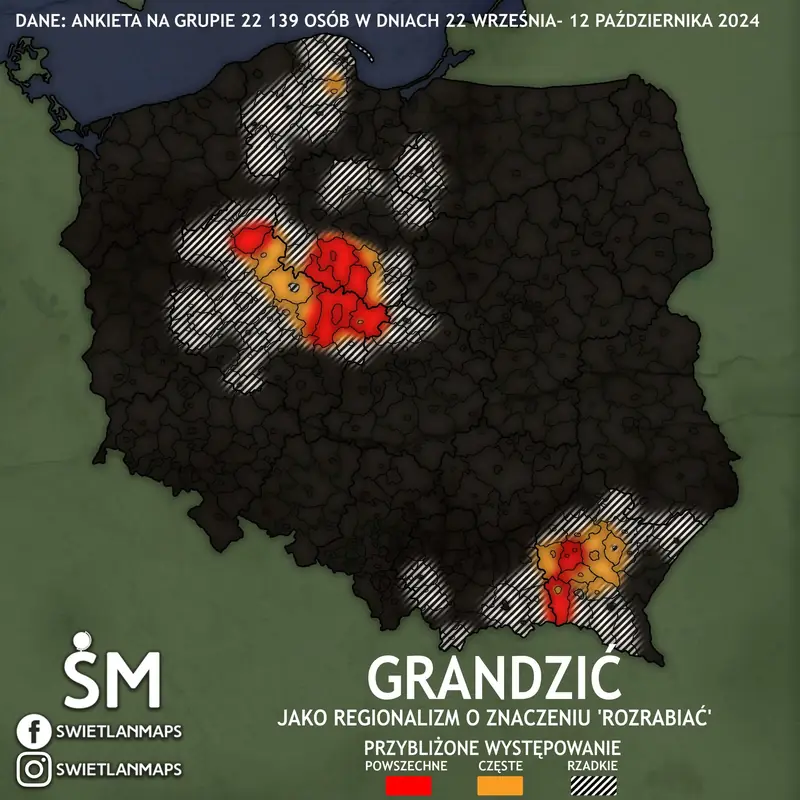 DANE: ANKIETA NA GRUPIE 22 139 OSÓB W DNIACH 22 WRZEŚNIA- 12 PAŹDZIERNIKA 2024
ŚM
SWIETLANMAPS
SWIETLANMAPS
GRANDZIĆ
JAKO REGIONALIZM O ZNACZENIU 'ROZRABIAĆ'
PRZYBLIŻONE WYSTĘPOWANIE
POWSZECHNE CZĘSTE RZADKIE